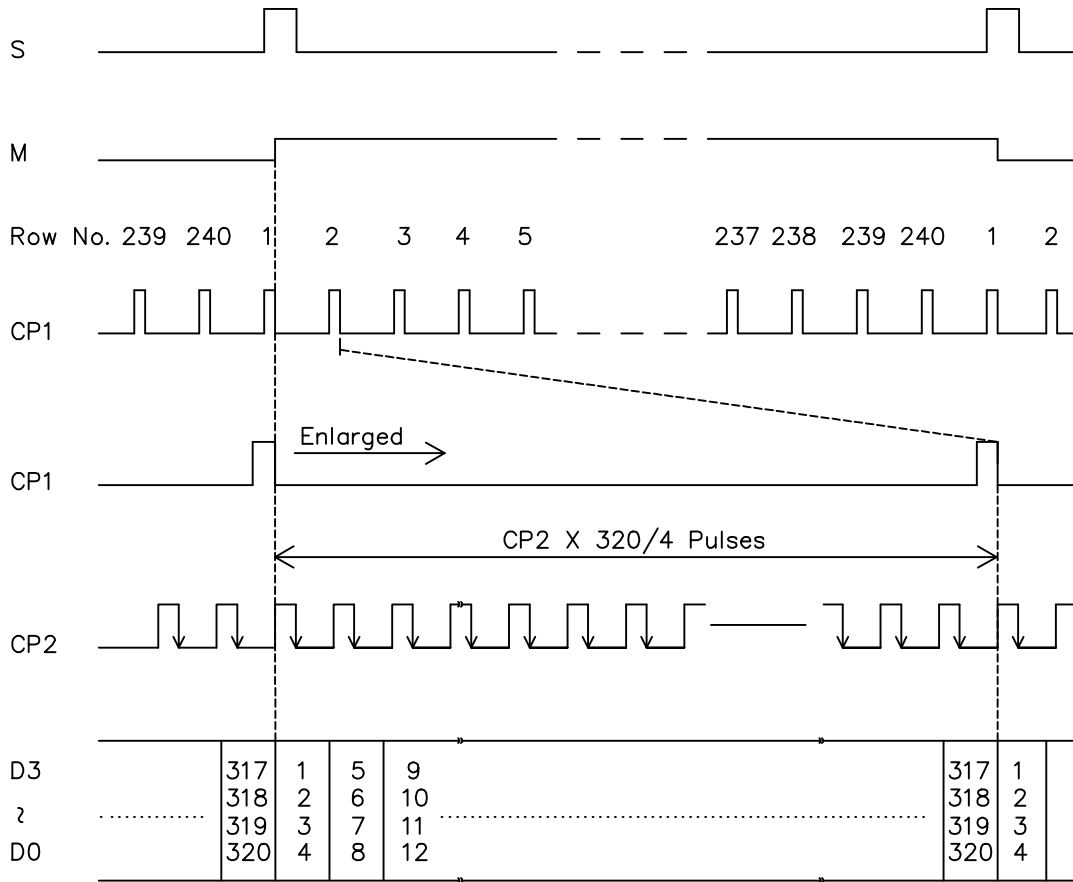 S
M
Row No. 239 240 1 2 3 4 5 237 238 239 240 1 2
CP1
Enlarged
CP1
CP2 X 320/4 Pulses
CP2
D3 317 1 5 9 317 1
318 2 6 10 318 2
~ 319 3 7 11 319 3
D0 320 4 8 12 320 4